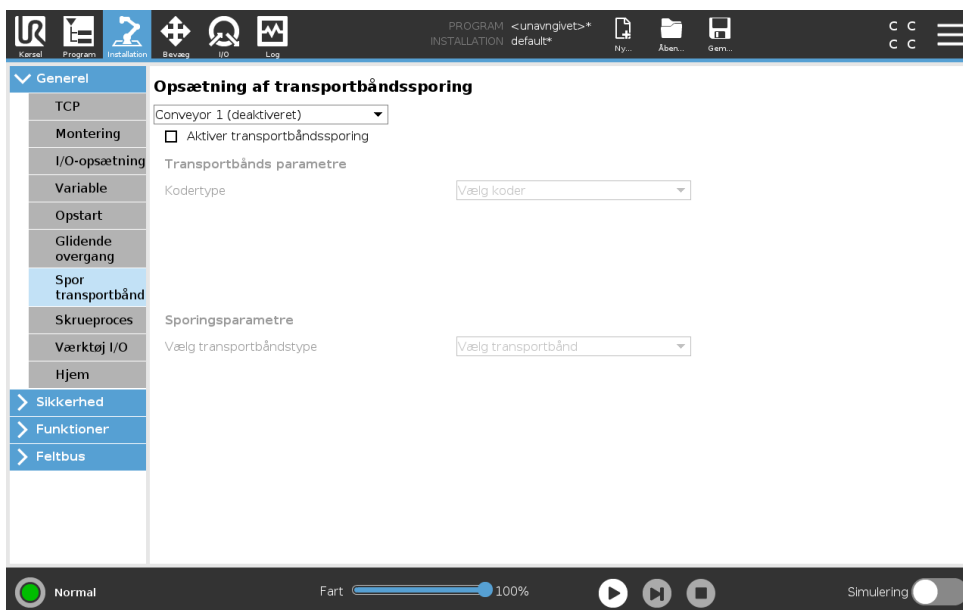 UR
PROGRAM <unavngivet>*
INSTALLATION default*
C C
C C
Kørsel Program Installation Bevæg I/O Log Ny... Åben... Gem...
Generel
TCP
Montering
I/O-opsætning
Variable
Opstart
Glidende
overgang
Spor
transportbånd
Skrueproces
Værktøj I/O
Hjem
Sikkerhed
Funktioner
Feltbus
Opsætning af transportbåndssporing
Conveyor 1 (deaktiveret)
Aktiver transportbåndssporing
Transportbånds parametre
Kodertype Vælg koder
Sporingsparametre
Vælg transportbåndstype Vælg transportbånd
Normal Fart 100% Simulering